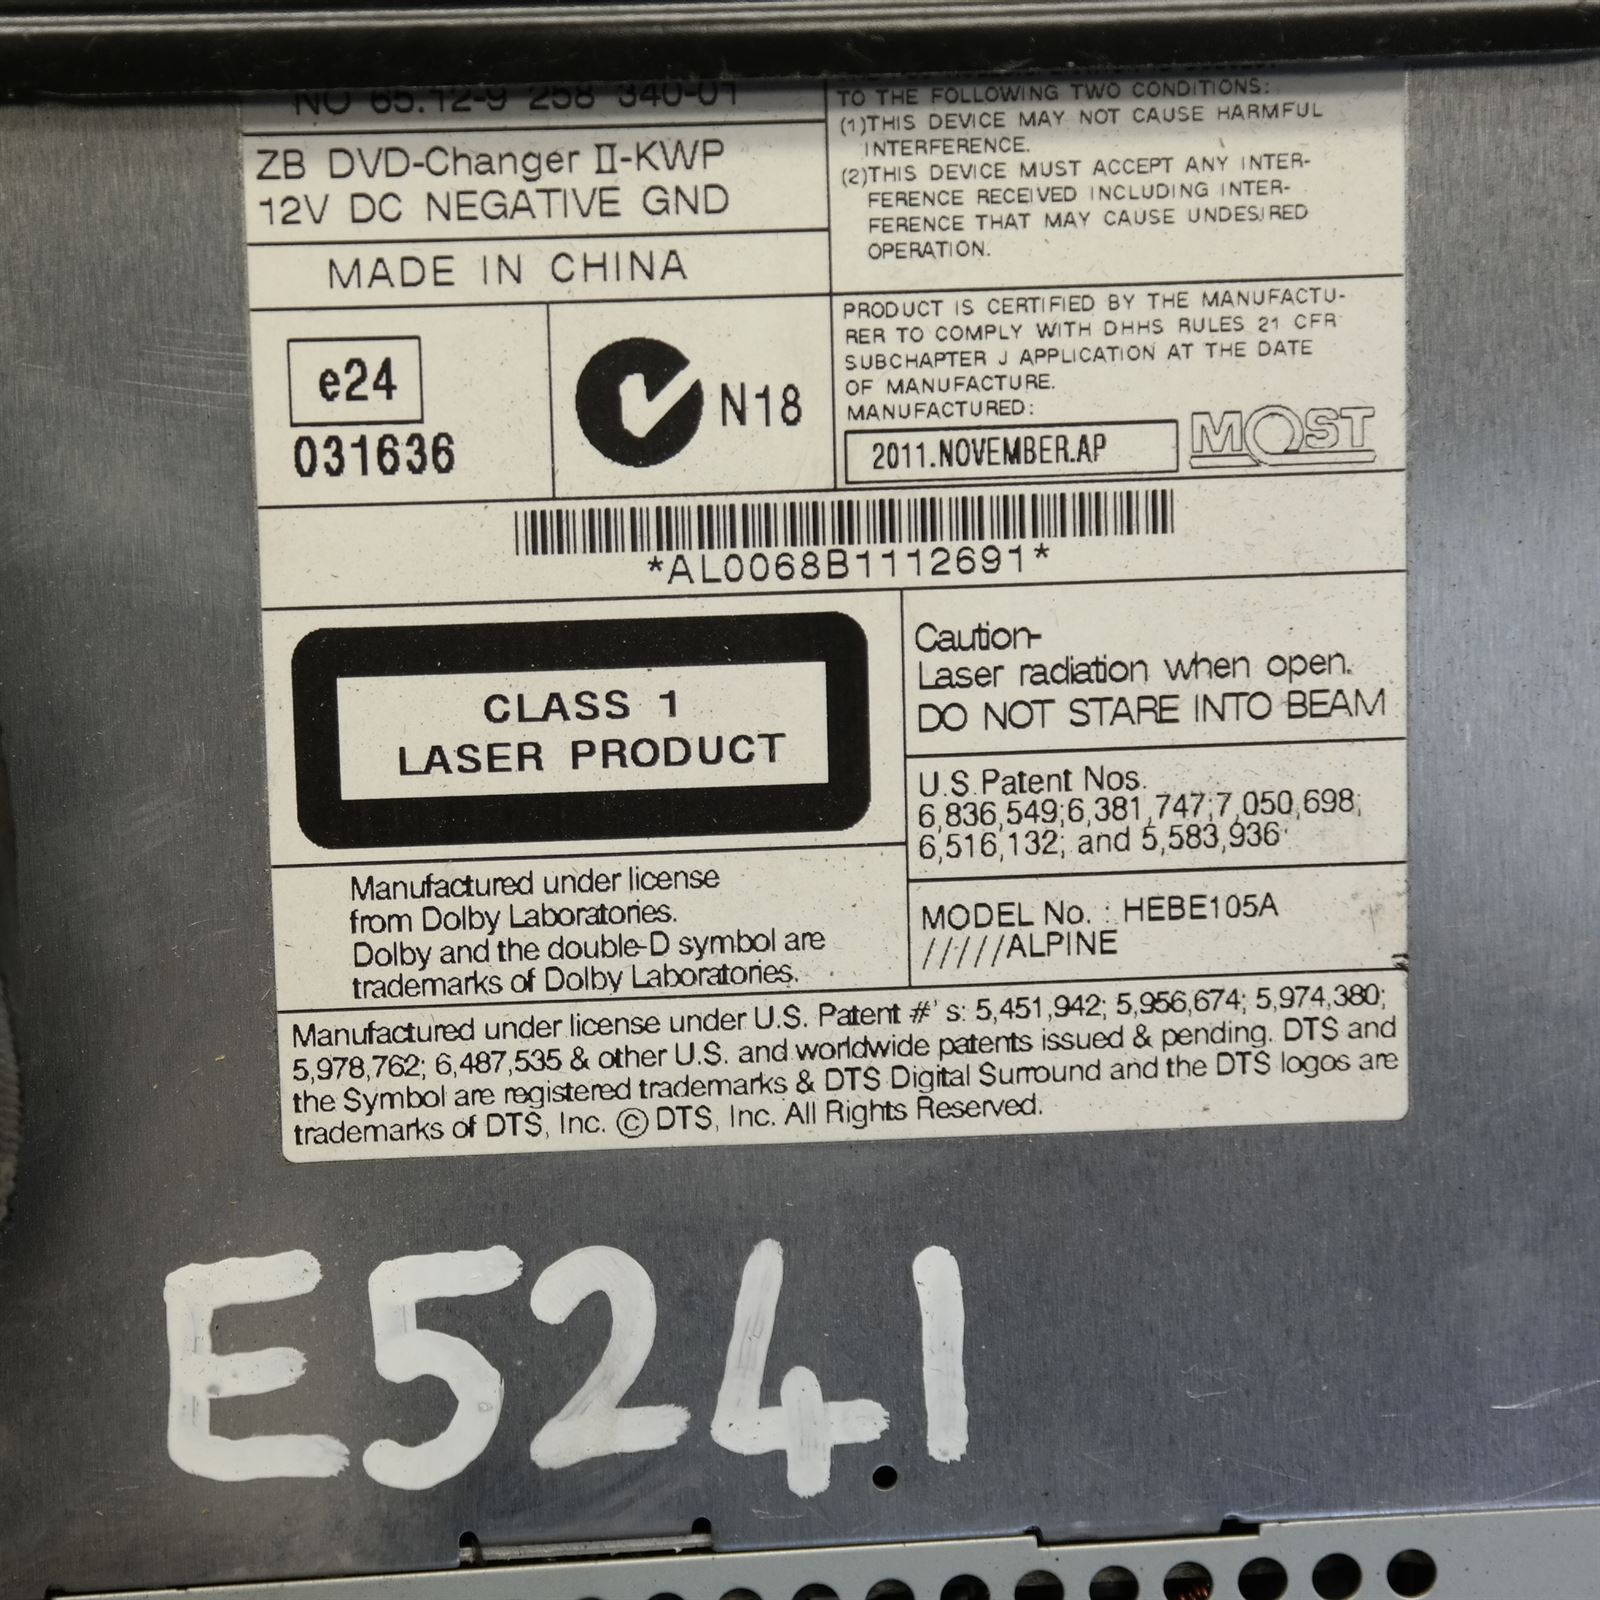 NO 65.12-9 258 340-01
ZB DVD-Changer II-KWP
12V DC NEGATIVE GND
MADE IN CHINA
e24
031636
N18
TO THE FOLLOWING TWO CONDITIONS:
(1)THIS DEVICE MAY NOT CAUSE HARMFUL
INTERFERENCE.
(2)THIS DEVICE MUST ACCEPT ANY INTER-
FERENCE RECEIVED INCLUDING INTER-
FERENCE THAT MAY CAUSE UNDESIRED
OPERATION.
PRODUCT IS CERTIFIED BY THE MANUFACTU-
RER TO COMPLY WITH DHHS RULES 21 CFR
SUBCHAPTER J APPLICATION AT THE DATE
OF MANUFACTURE.
MANUFACTURED:
2011.NOVEMBER.AP
MOST
*AL0068B1112691*
CLASS 1
LASER PRODUCT
Caution-
Laser radiation when open.
DO NOT STARE INTO BEAM
U.S.Patent Nos.
6,836,549;6,381,747;7,050,698;
6,516,132; and 5,583,936
Manufactured under license
from Dolby Laboratories.
Dolby and the double-D symbol are
trademarks of Dolby Laboratories.
MODEL No. : HEBE105A
/////ALPINE
Manufactured under license under U.S. Patent #' s: 5,451,942; 5,956,674; 5,974,380;
5,978,762; 6,487,535 & other U.S. and worldwide patents issued & pending. DTS and
the Symbol are registered trademarks & DTS Digital Surround and the DTS logos are
trademarks of DTS, Inc. © DTS, Inc. All Rights Reserved.
E5241